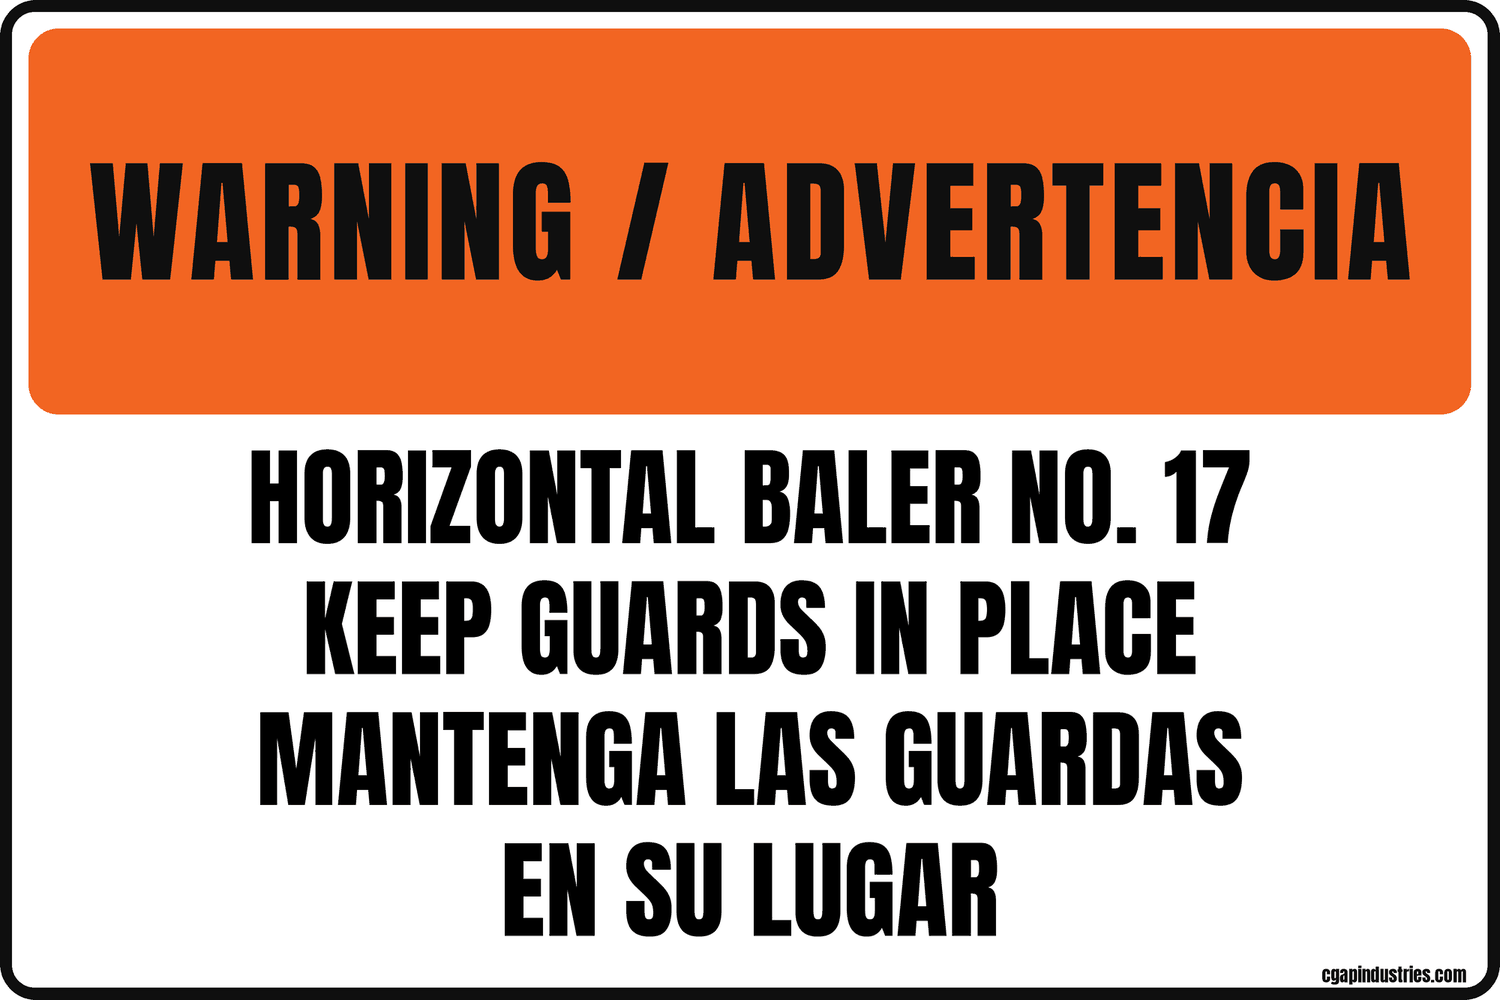 WARNING / ADVERTENCIA
HORIZONTAL BALER NO. 17
KEEP GUARDS IN PLACE
MANTENGA LAS GUARDAS
EN SU LUGAR
cgapindustries.com